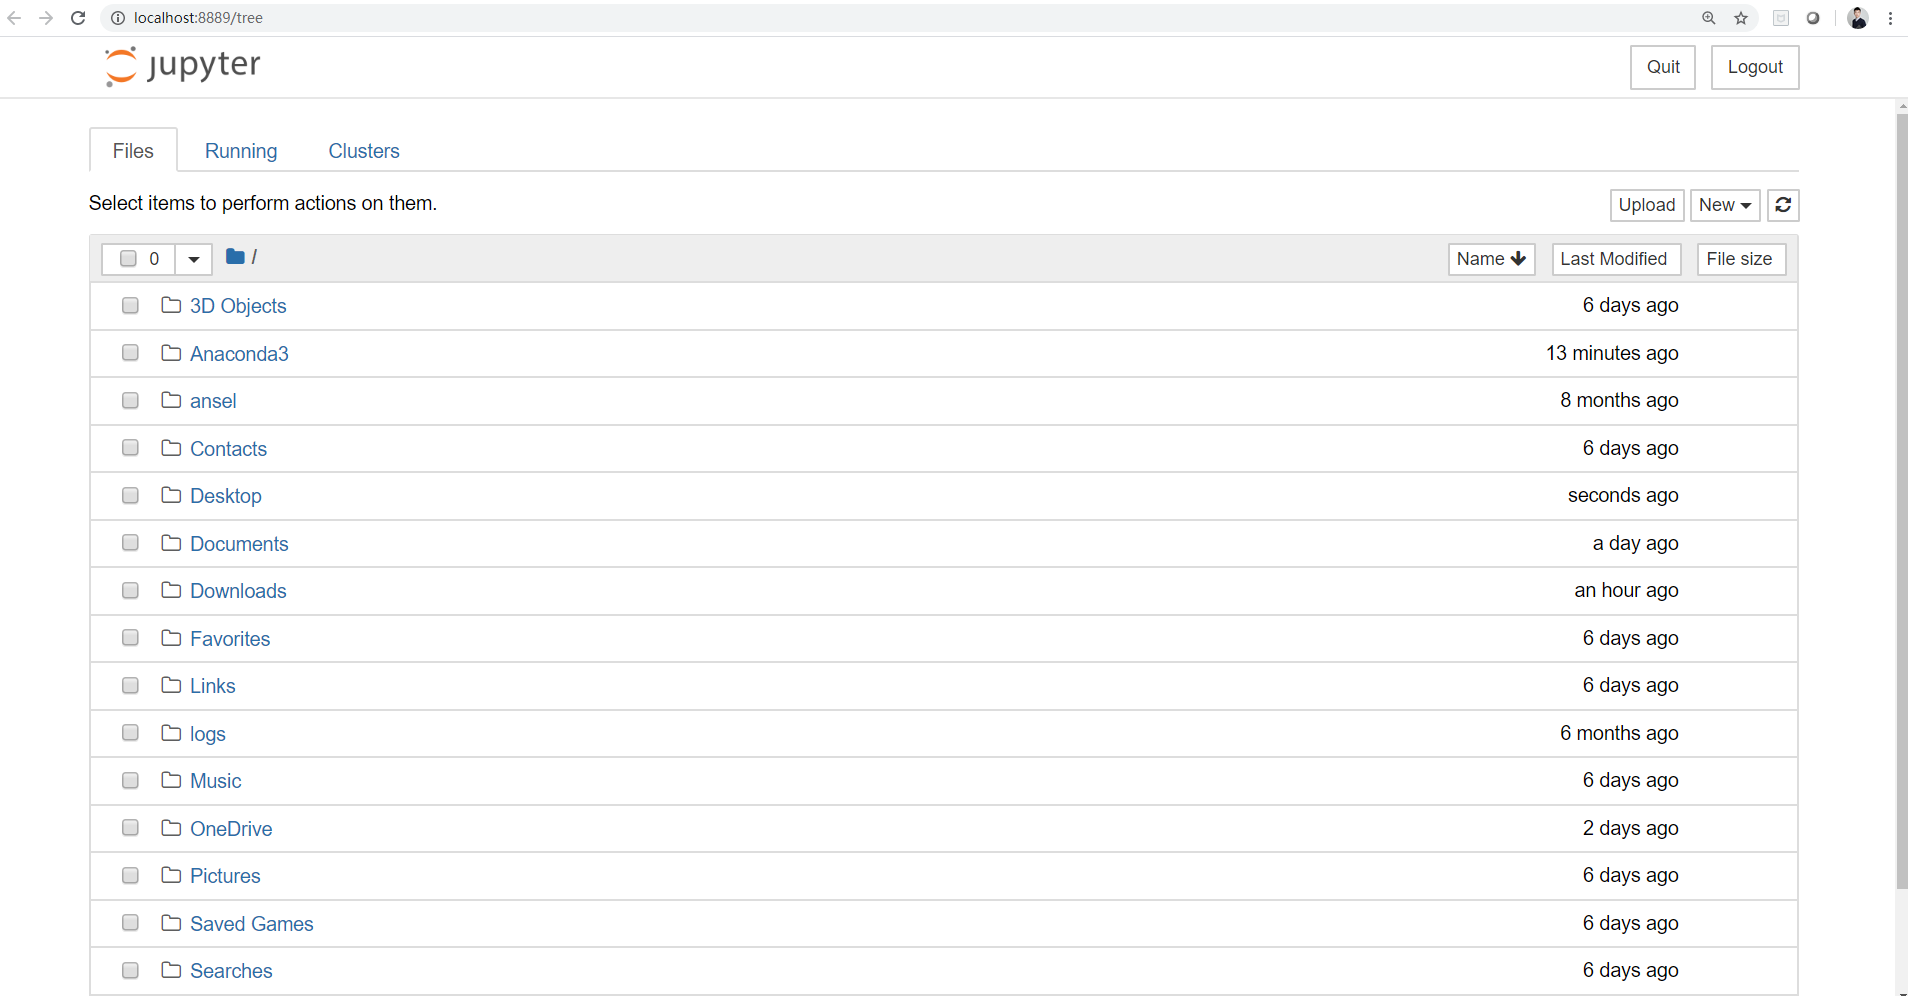 localhost:8889/tree
jupyter
Quit
Logout
Files
Running
Clusters
Select items to perform actions on them.
Upload
New
0
/
Name
Last Modified
File size
3D Objects 6 days ago
Anaconda3 13 minutes ago
ansel 8 months ago
Contacts 6 days ago
Desktop seconds ago
Documents a day ago
Downloads an hour ago
Favorites 6 days ago
Links 6 days ago
logs 6 months ago
Music 6 days ago
OneDrive 2 days ago
Pictures 6 days ago
Saved Games 6 days ago
Searches 6 days ago